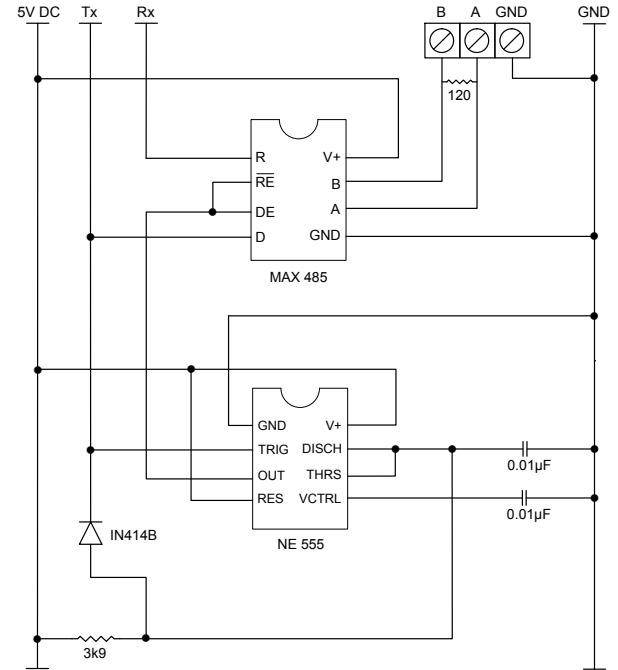 5V DC Tx Rx B A GND GND
120
R V+
RE B
DE A
D GND
MAX 485
GND V+
TRIG DISCH
OUT THRS
RES VCTRL
0.01µF
0.01µF
NE 555
IN414B
3k9